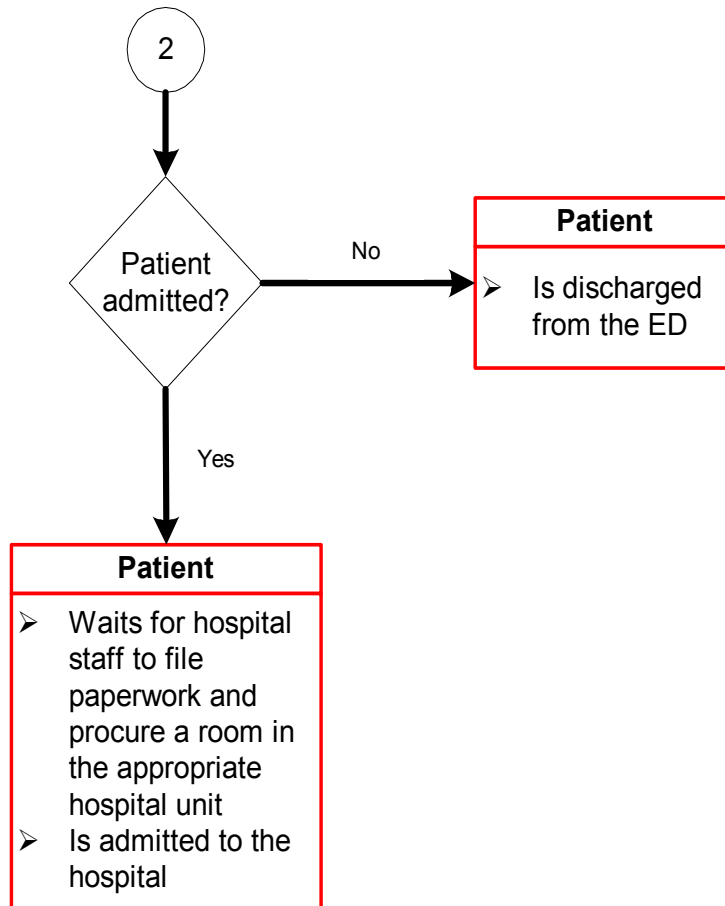 2
Patient
admitted?
No
Patient
➢ Is discharged
from the ED
Yes
Patient
➢ Waits for hospital
staff to file
paperwork and
procure a room in
the appropriate
hospital unit
➢ Is admitted to the
hospital